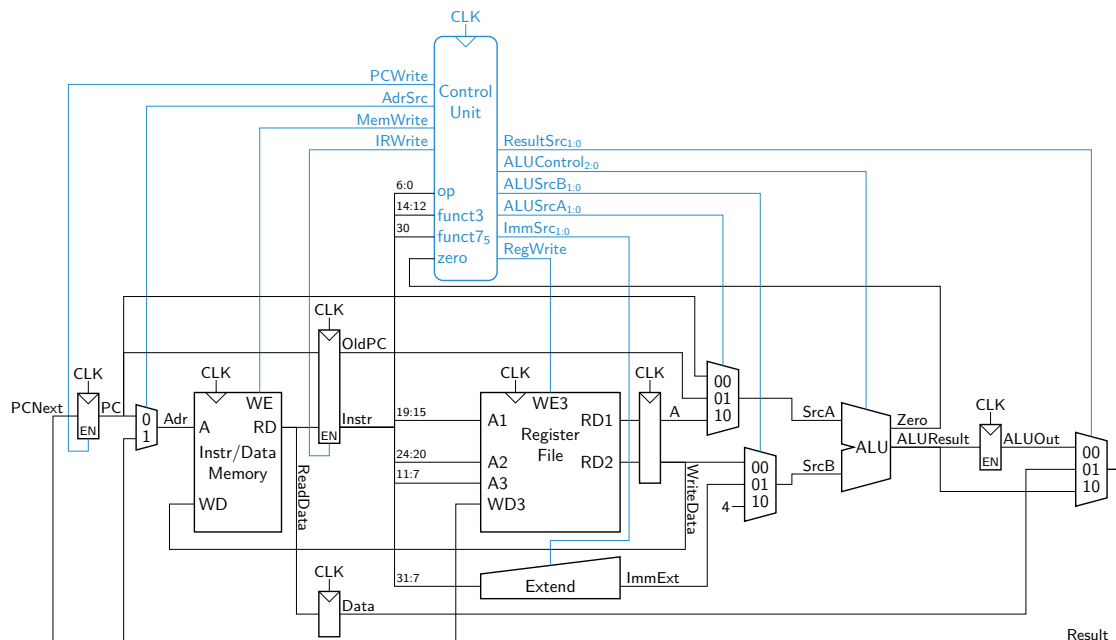 CLK
PCWrite
AdrSrc
MemWrite
IRWrite
Control
Unit
ResultSrc1:0
ALUControl2:0
ALUSrcB1:0
ALUSrcA1:0
ImmSrc1:0
RegWrite
6:0
op
14:12
funct3
30
funct75
zero
CLK
OldPC
CLK
PCNext
PC
EN
0
1
Adr
CLK
WE
A
RD
Instr/Data
Memory
WD
ReadData
EN
Instr
19:15
24:20
11:7
31:7
CLK
WE3
A1
RD1
Register
File
A2
RD2
A3
WD3
CLK
A
WriteData
00
01
10
00
01
10
4
SrcA
SrcB
ALU
Zero
ALUResult
CLK
EN
ALUOut
00
01
10
Extend
ImmExt
CLK
Data
Result